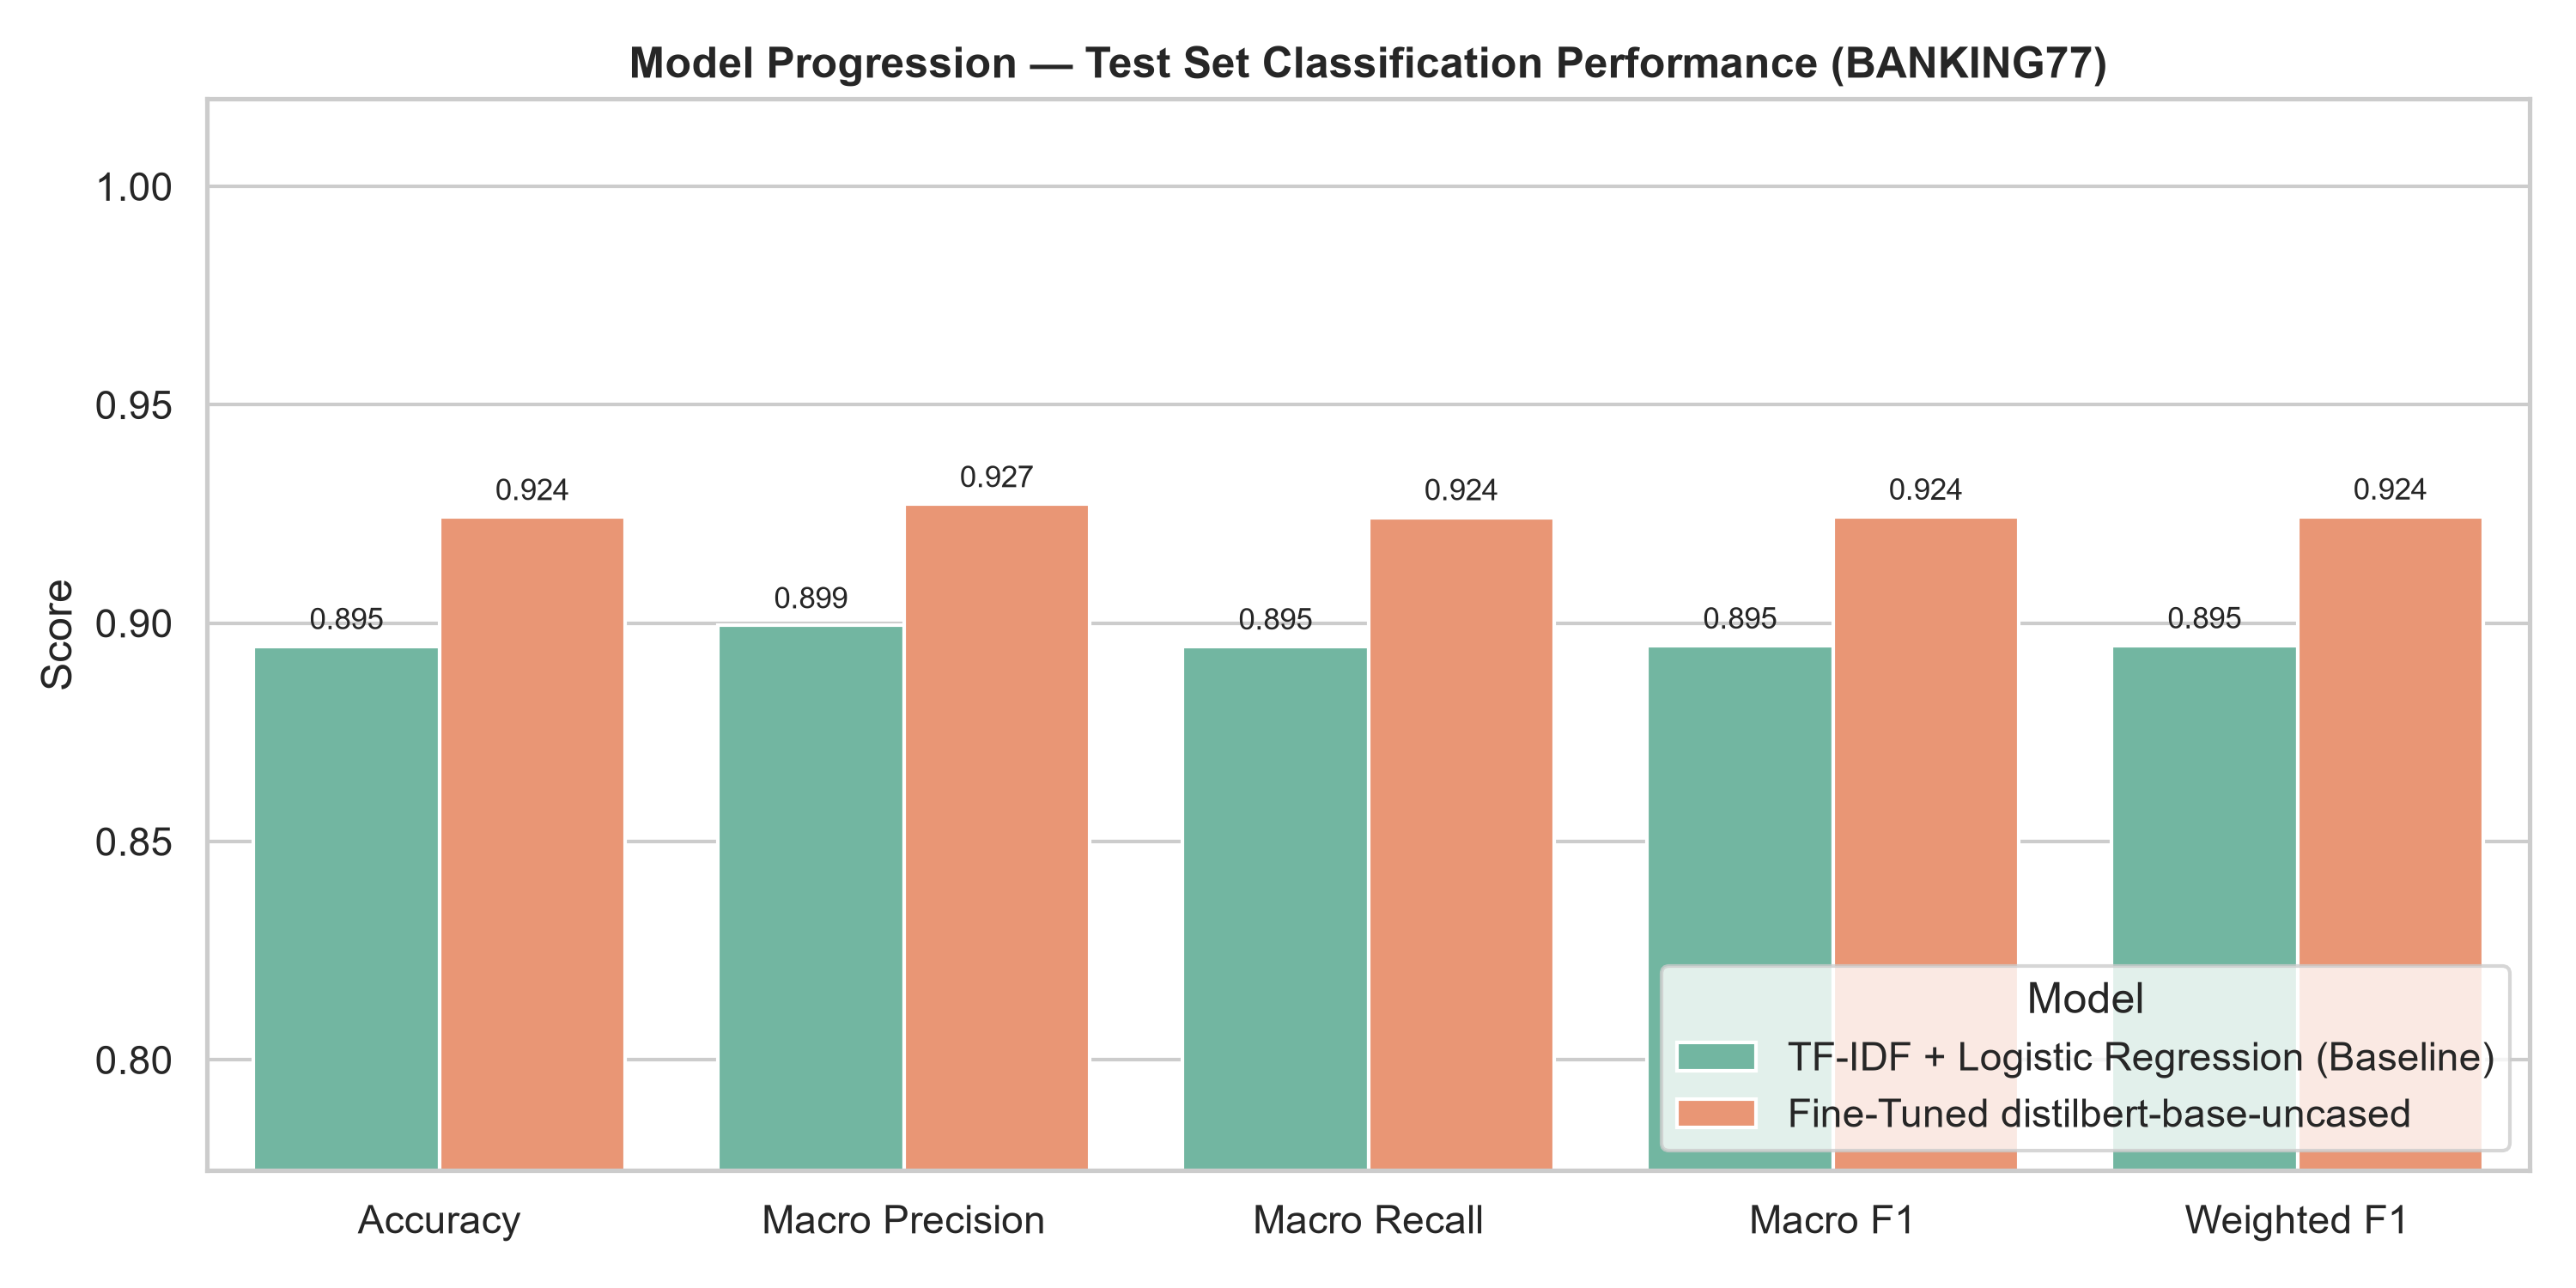 Model Progression — Test Set Classification Performance (BANKING77)
Score
1.00
0.95
0.90
0.85
0.80
0.895
0.924
0.899
0.927
0.895
0.924
0.895
0.924
0.895
0.924
Model
TF-IDF + Logistic Regression (Baseline)
Fine-Tuned distilbert-base-uncased
Accuracy
Macro Precision
Macro Recall
Macro F1
Weighted F1